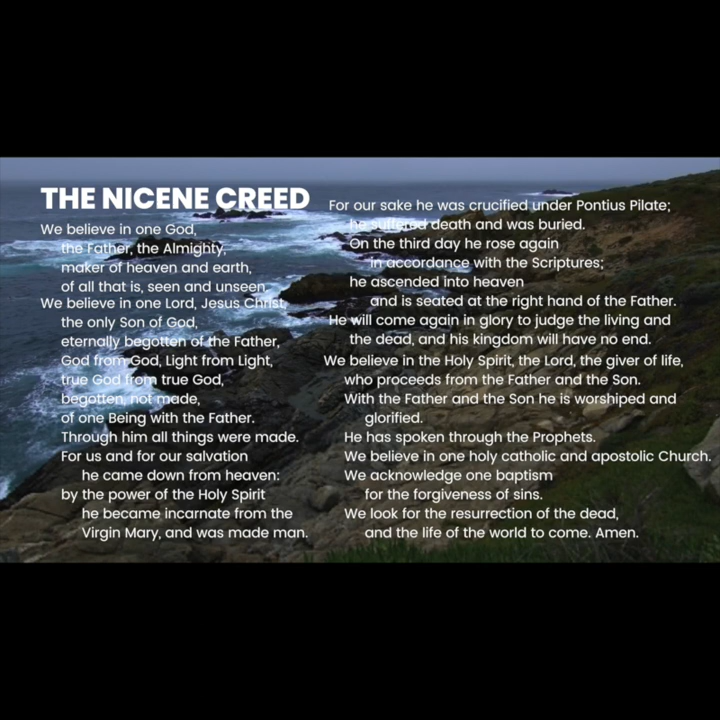 THE NICENE CREED
We believe in one God,
the Father, the Almighty,
maker of heaven and earth,
of all that is, seen and unseen.
We believe in one Lord, Jesus Christ,
the only Son of God,
eternally begotten of the Father,
God from God, Light from Light,
true God from true God,
begotten, not made,
of one Being with the Father.
Through him all things were made.
For us and for our salvation
he came down from heaven:
by the power of the Holy Spirit
he became incarnate from the
Virgin Mary, and was made man.
For our sake he was crucified under Pontius Pilate;
he suffered death and was buried.
On the third day he rose again
in accordance with the Scriptures;
he ascended into heaven
and is seated at the right hand of the Father.
He will come again in glory to judge the living and
the dead, and his kingdom will have no end.
We believe in the Holy Spirit, the Lord, the giver of life,
who proceeds from the Father and the Son.
With the Father and the Son he is worshiped and
glorified.
He has spoken through the Prophets.
We believe in one holy catholic and apostolic Church.
We acknowledge one baptism
for the forgiveness of sins.
We look for the resurrection of the dead,
and the life of the world to come. Amen.